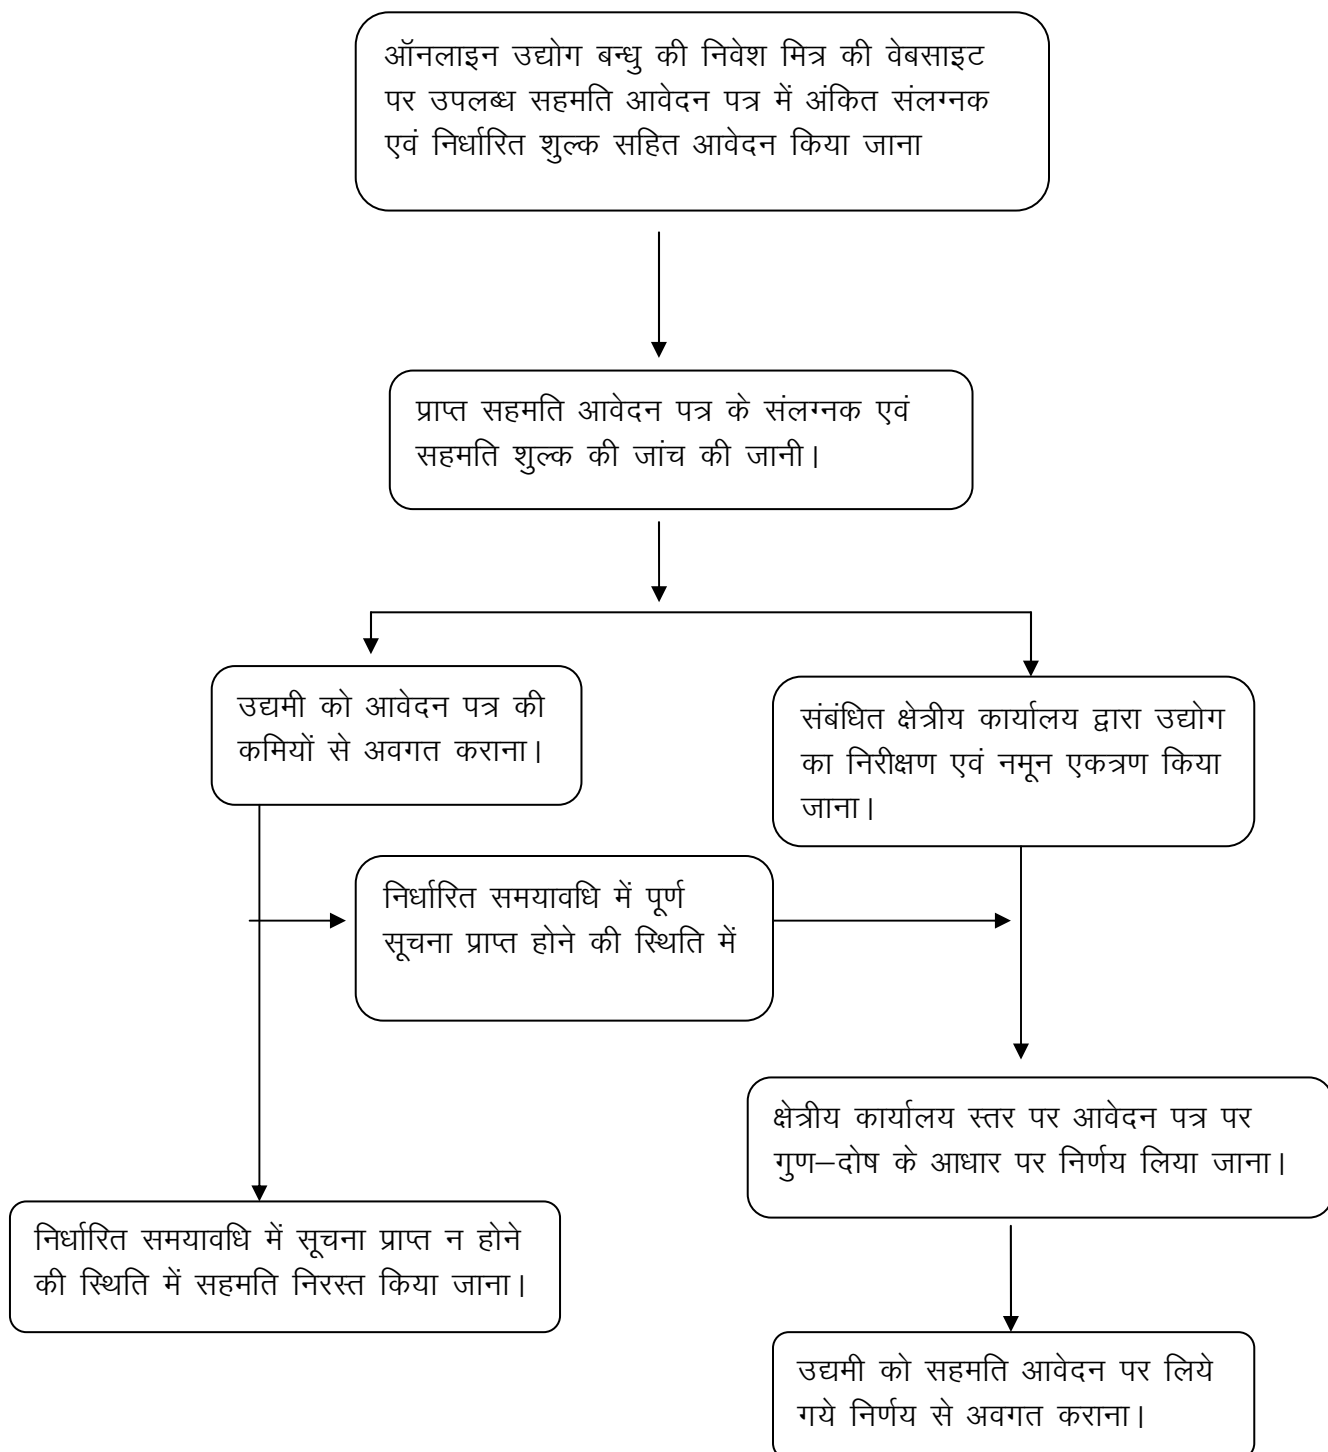 ऑनलाइन उद्योग बन्धु की निवेश मित्र की वेबसाइट
पर उपलब्ध सहमति आवेदन पत्र में अंकित संलग्नक
एवं निर्धारित शुल्क सहित आवेदन किया जाना
प्राप्त सहमति आवेदन पत्र के संलग्नक एवं
सहमति शुल्क की जांच की जानी।
उद्यमी को आवेदन पत्र की
कमियों से अवगत कराना।
संबंधित क्षेत्रीय कार्यालय द्वारा उद्योग
का निरीक्षण एवं नमून एकत्रण किया
जाना।
निर्धारित समयावधि में पूर्ण
सूचना प्राप्त होने की स्थिति में
क्षेत्रीय कार्यालय स्तर पर आवेदन पत्र पर
गुण–दोष के आधार पर निर्णय लिया जाना।
निर्धारित समयावधि में सूचना प्राप्त न होने
की स्थिति में सहमति निरस्त किया जाना।
उद्यमी को सहमति आवेदन पर लिये
गये निर्णय से अवगत कराना।